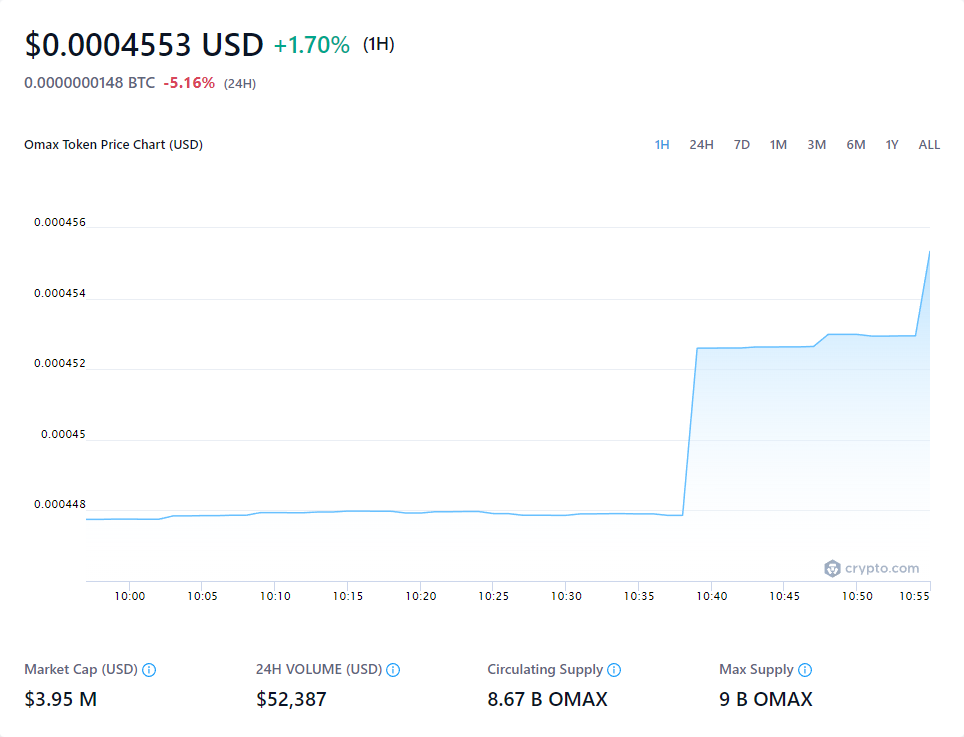 $0.0004553 USD +1.70% (1H)
0.0000000148 BTC -5.16% (24H)
Omax Token Price Chart (USD)
1H 24H 7D 1M 3M 6M 1Y ALL
0.000456
0.000454
0.000452
0.00045
0.000448
crypto.com
10:00 10:05 10:10 10:15 10:20 10:25 10:30 10:35 10:40 10:45 10:50 10:55
Market Cap (USD) 24H VOLUME (USD) Circulating Supply Max Supply
$3.95 M $52,387 8.67 B OMAX 9 B OMAX